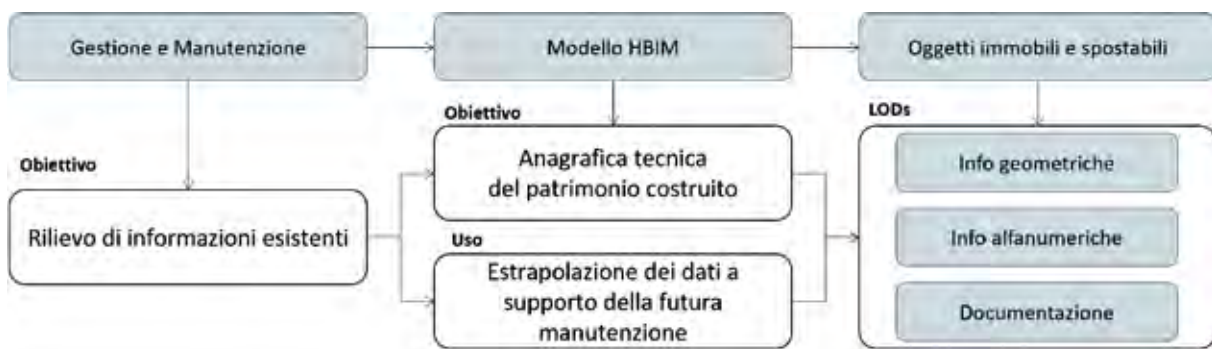 Gestione e Manutenzione
Modello HBIM
Oggetti immobili e spostabili
Obiettivo
Rilievo di informazioni esistenti
Obiettivo
Anagrafica tecnica
del patrimonio costruito
Uso
Estrapolazione dei dati a
supporto della futura
manutenzione
LODs
Info geometriche
Info alfanumeriche
Documentazione